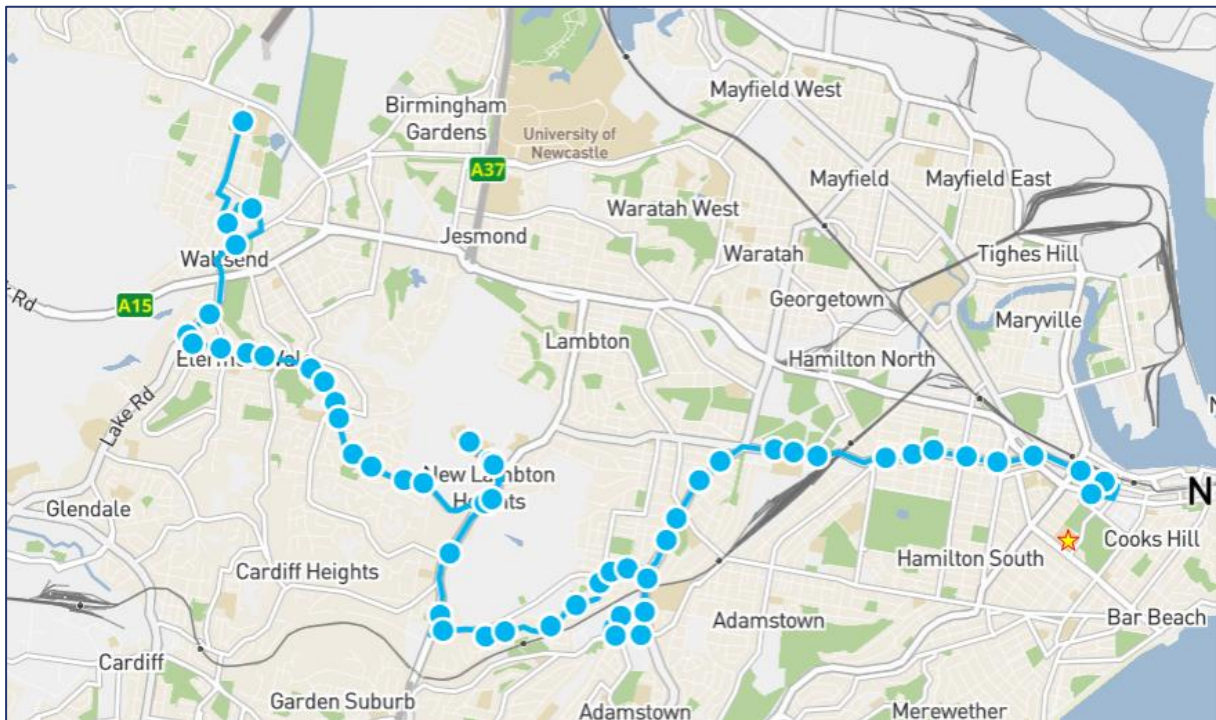 Mayfield West
Birmingham
Gardens
University of
Newcastle
A37
Mayfield
Mayfield East
Waratah West
Jesmond
Waratah
Tighes Hill
Georgetown
Maryville
A15
Lambton
Hamilton North
Lake Rd
New Lambton
Glendale
N
Cooks Hill
Hamilton South
Cardiff Heights
Adamstown
Bar Beach
Cardiff
Garden Suburb
Adamstown
Merewether